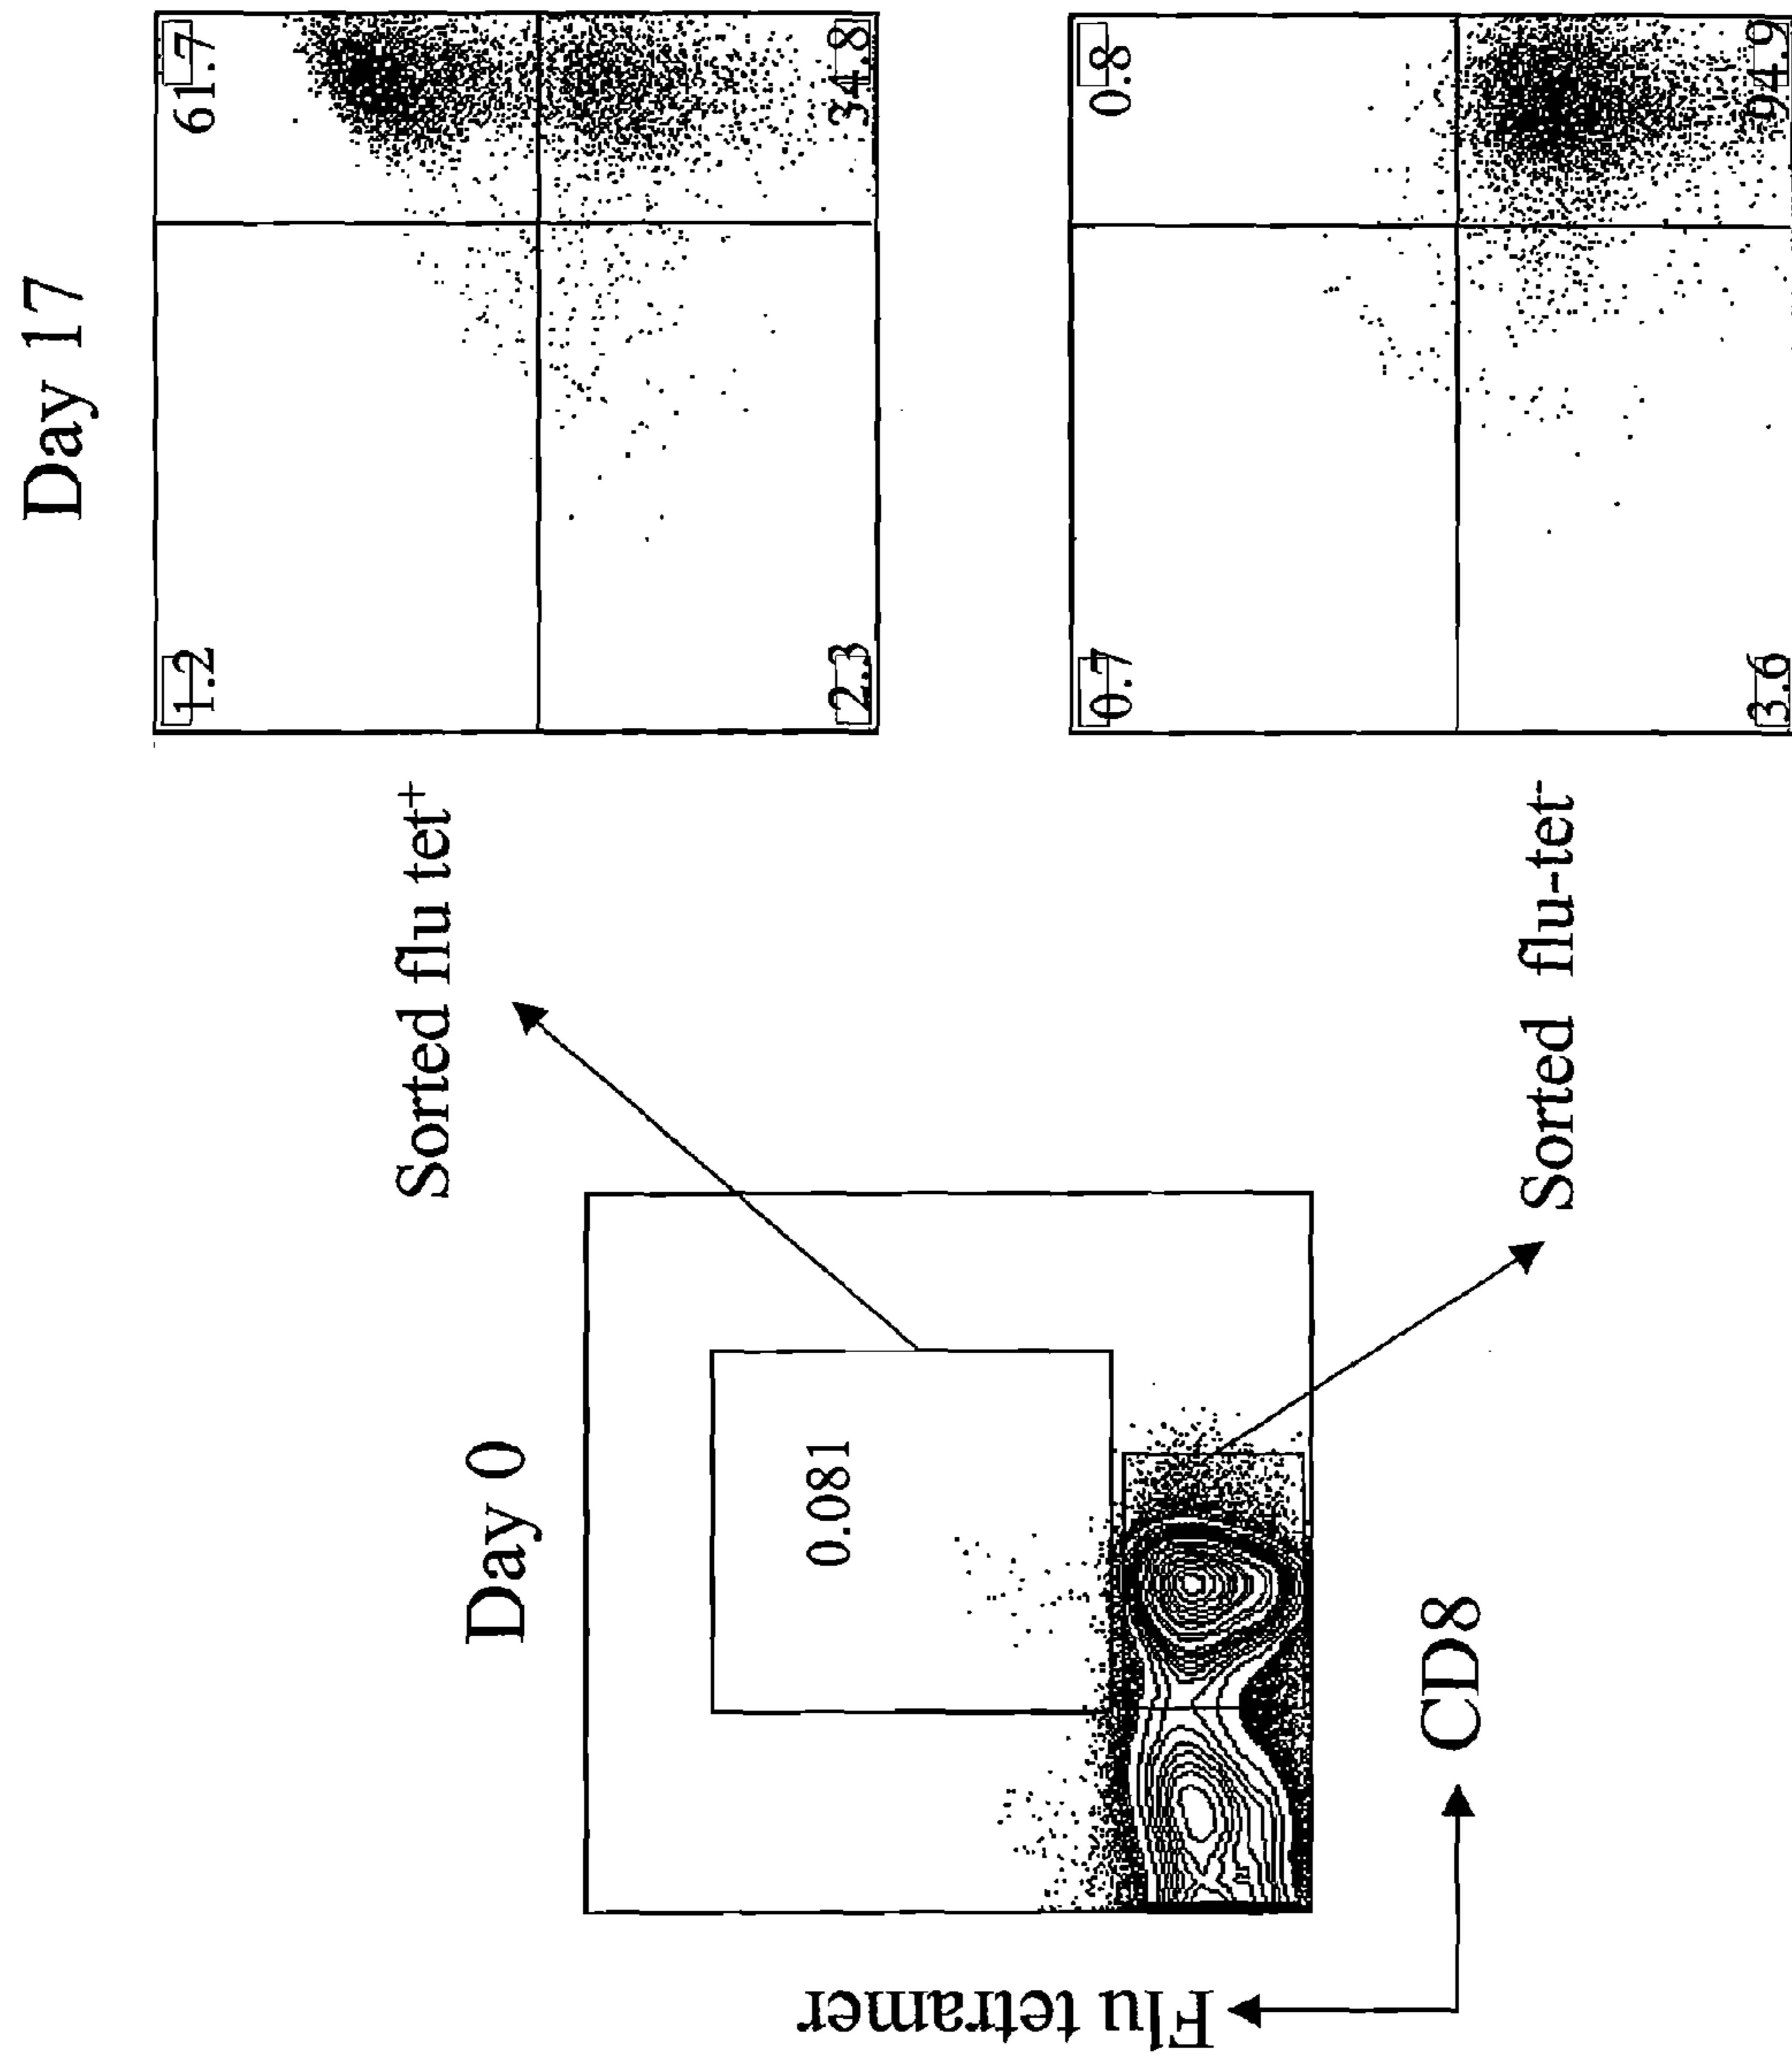 Day 17
Day 0
61.7
1.2
34.8
2.3
Sorted flu tet⁺
0.081
0.8
0.7
94.9
3.6
Sorted flu-tet⁻
Flu tetramer
CD8